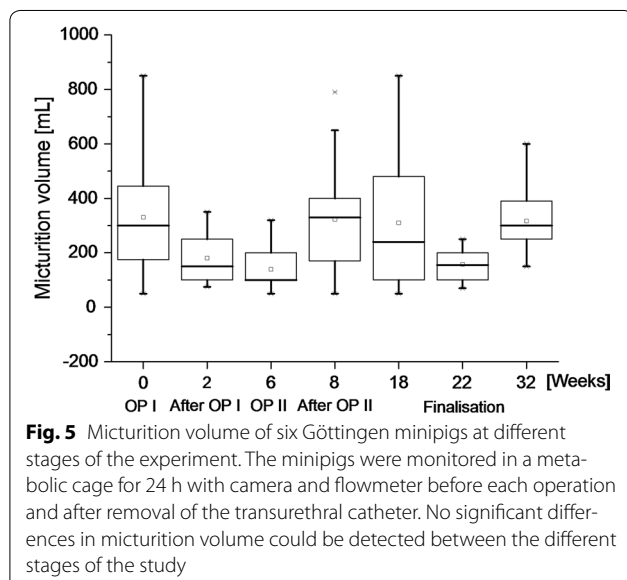 1000
800
600
400
200
0
-200
Micturition volume [mL]
0 2 6 8 18 22 32 [Weeks]
OP I After OP I OP II After OP II Finalisation
Fig. 5 Micturition volume of six Göttingen minipigs at different
stages of the experiment. The minipigs were monitored in a meta-
bolic cage for 24 h with camera and flowmeter before each operation
and after removal of the transurethral catheter. No significant differ-
ences in micturition volume could be detected between the different
stages of the study